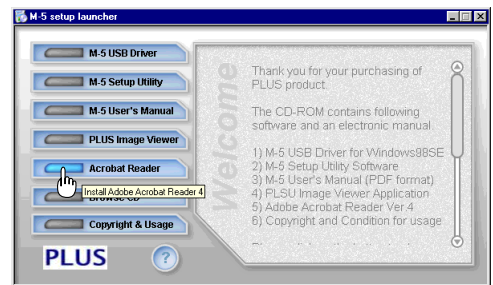 M-5 setup launcher
M-5 USB Driver
M-5 Setup Utility
M-5 User's Manual
PLUS Image Viewer
Acrobat Reader
Install Adobe Acrobat Reader 4
Browse CD
Copyright & Usage
PLUS
?
Welcome
Thank you for your purchasing of
PLUS product.
The CD-ROM contains following
software and an electronic manual.
1) M-5 USB Driver for Windows98SE
2) M-5 Setup Utility Software
3) M-5 User's Manual (PDF format)
4) PLSU Image Viewer Application
5) Adobe Acrobat Reader Ver 4
6) Copyright and Condition for usage